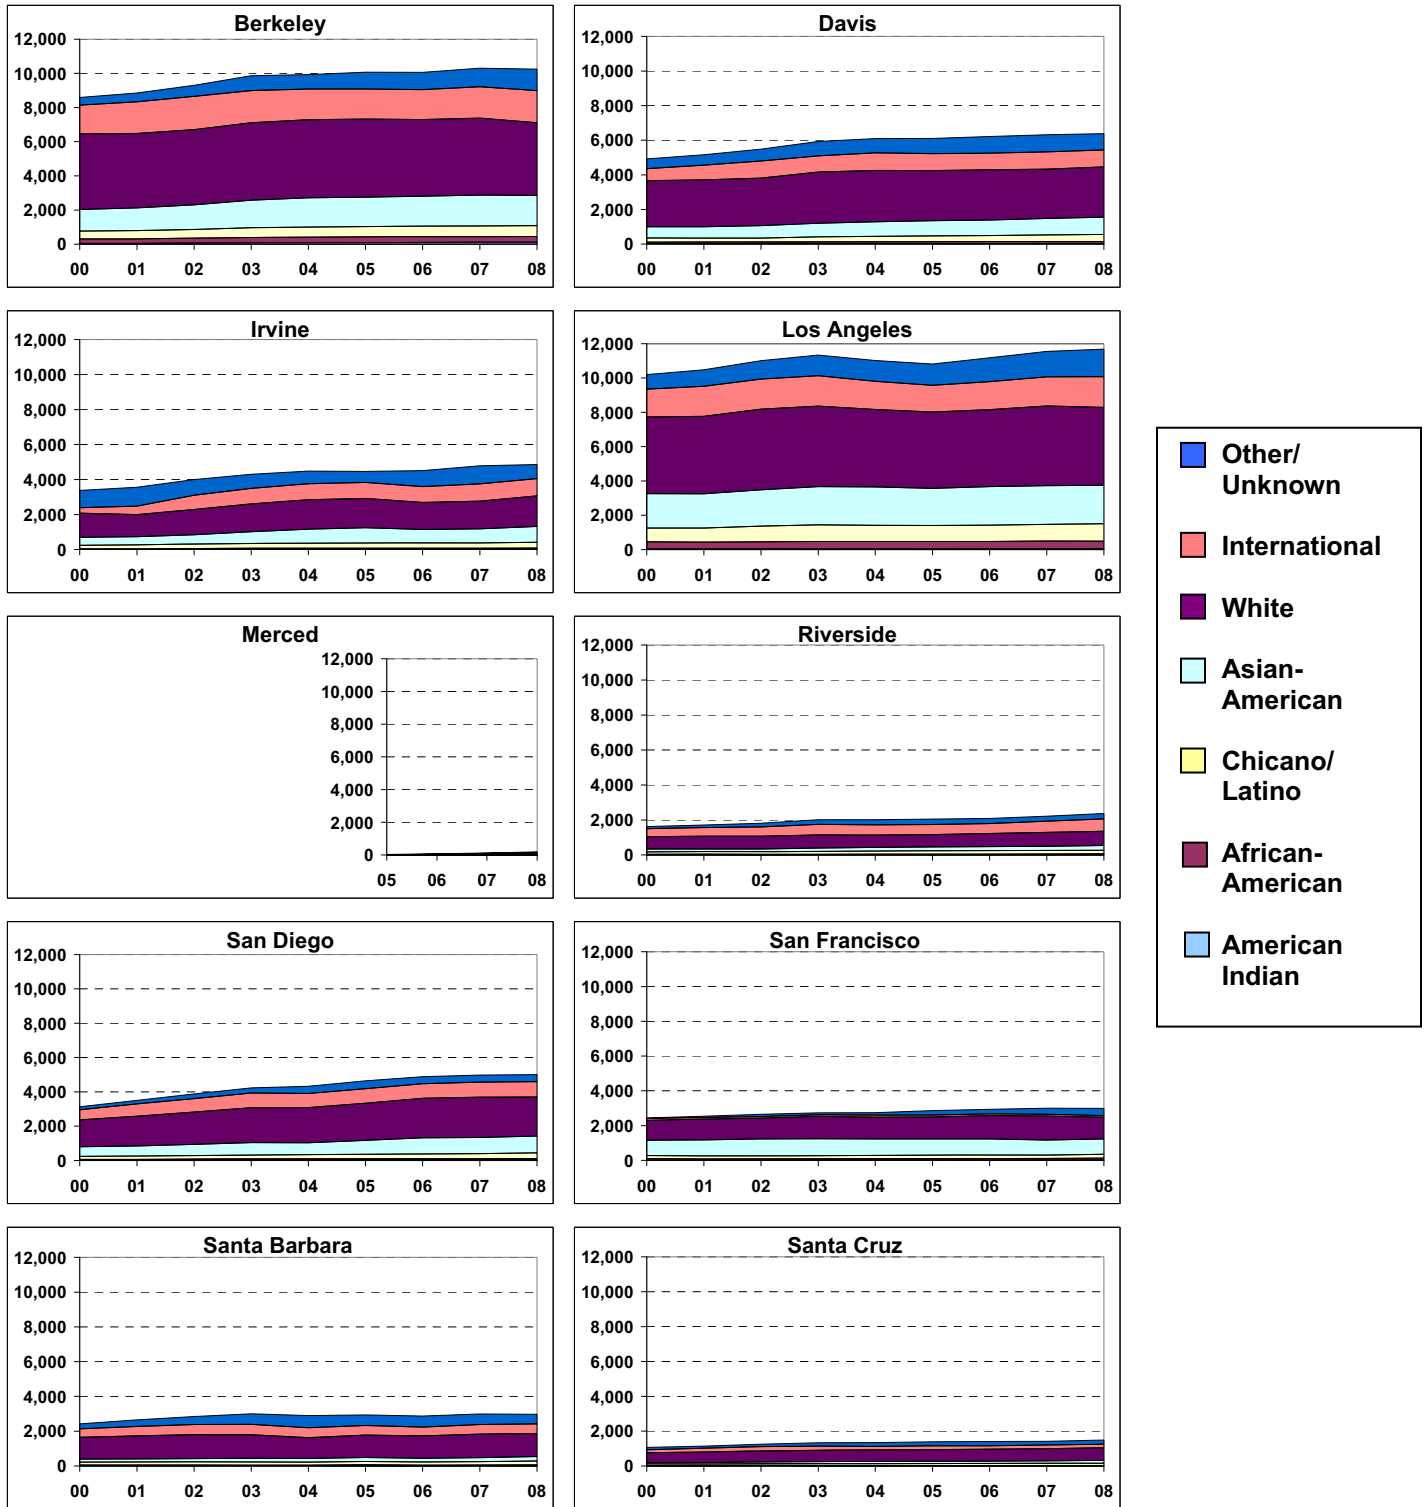 Berkeley
12,000
10,000
8,000
6,000
4,000
2,000
0
00 01 02 03 04 05 06 07 08
Davis
12,000
10,000
8,000
6,000
4,000
2,000
0
00 01 02 03 04 05 06 07 08
Irvine
12,000
10,000
8,000
6,000
4,000
2,000
0
00 01 02 03 04 05 06 07 08
Los Angeles
12,000
10,000
8,000
6,000
4,000
2,000
0
00 01 02 03 04 05 06 07 08
Merced
12,000
10,000
8,000
6,000
4,000
2,000
0
05 06 07 08
Riverside
12,000
10,000
8,000
6,000
4,000
2,000
0
00 01 02 03 04 05 06 07 08
San Diego
12,000
10,000
8,000
6,000
4,000
2,000
0
00 01 02 03 04 05 06 07 08
San Francisco
12,000
10,000
8,000
6,000
4,000
2,000
0
00 01 02 03 04 05 06 07 08
Santa Barbara
12,000
10,000
8,000
6,000
4,000
2,000
0
00 01 02 03 04 05 06 07 08
Santa Cruz
12,000
10,000
8,000
6,000
4,000
2,000
0
00 01 02 03 04 05 06 07 08
Other/
Unknown
International
White
Asian-
American
Chicano/
Latino
African-
American
American
Indian